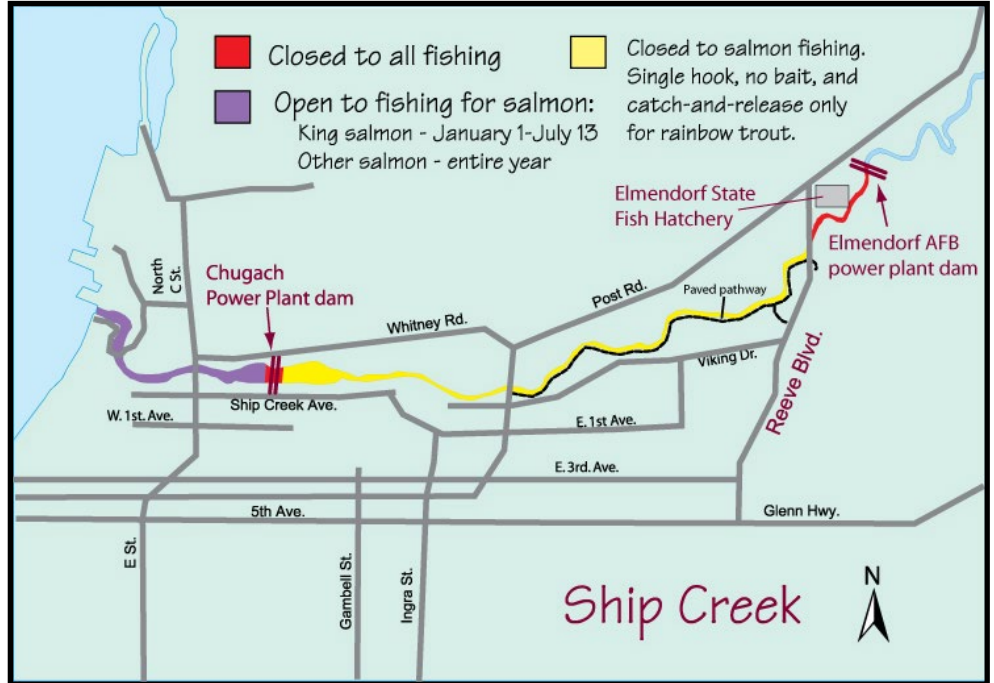 Closed to all fishing
Open to fishing for salmon:
King salmon - January 1-July 13
Other salmon - entire year
Closed to salmon fishing.
Single hook, no bait, and
catch-and-release only
for rainbow trout.
Elmendorf State
Fish Hatchery
Elmendorf AFB
power plant dam
North
C St.
Chugach
Power Plant dam
Post Rd.
Paved pathway
Whitney Rd.
Viking Dr.
Reeve Blvd.
Ship Creek Ave.
W. 1st. Ave.
E. 1st Ave.
E. 3rd. Ave.
5th Ave.
Glenn Hwy.
E St.
Gambell St.
Ingra St.
Ship Creek
N